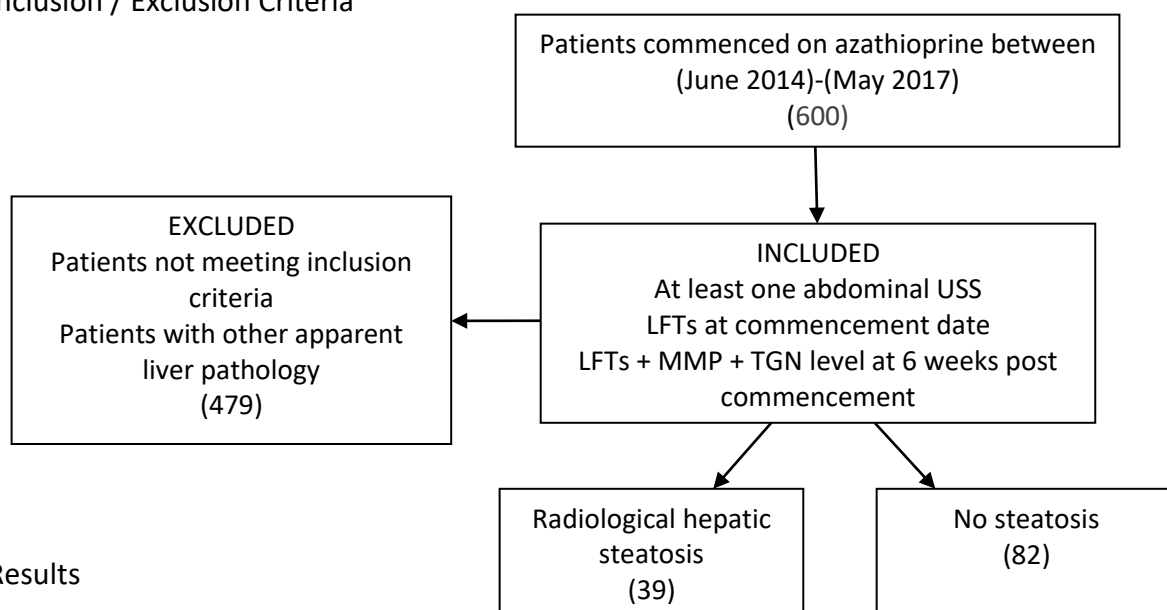 Inclusion / Exclusion Criteria
Patients commenced on azathioprine between
(June 2014)-(May 2017)
(600)
EXCLUDED
Patients not meeting inclusion
criteria
Patients with other apparent
liver pathology
(479)
INCLUDED
At least one abdominal USS
LFTs at commencement date
LFTs + MMP + TGN level at 6 weeks post
commencement
Radiological hepatic
steatosis
(39)
No steatosis
(82)
Results